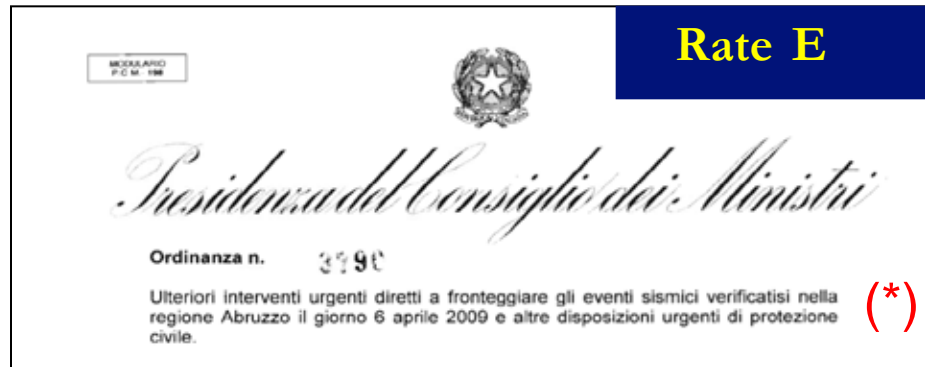 Rate E
MODULARIO
P.C.M. 198
Presidenza del Consiglio dei Ministri
Ordinanza n. 3790
Ulteriori interventi urgenti diretti a fronteggiare gli eventi sismici verificatisi nella
regione Abruzzo il giorno 6 aprile 2009 e altre disposizioni urgenti di protezione
civile.
(*)